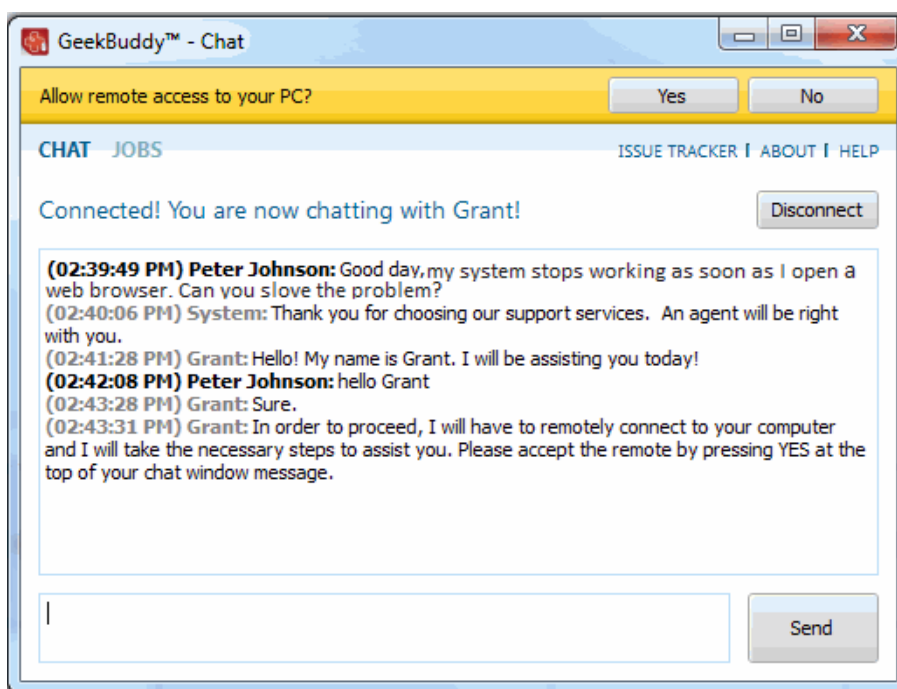 GeekBuddy™ - Chat
Allow remote access to your PC?
Yes
No
CHAT JOBS
ISSUE TRACKER | ABOUT | HELP
Connected! You are now chatting with Grant!
Disconnect
(02:39:49 PM) Peter Johnson: Good day,my system stops working as soon as I open a
web browser. Can you slove the problem?
(02:40:06 PM) System: Thank you for choosing our support services.  An agent will be right
with you.
(02:41:28 PM) Grant: Hello! My name is Grant. I will be assisting you today!
(02:42:08 PM) Peter Johnson: hello Grant
(02:43:28 PM) Grant: Sure.
(02:43:31 PM) Grant: In order to proceed, I will have to remotely connect to your computer
and I will take the necessary steps to assist you. Please accept the remote by pressing YES at the
top of your chat window message.
Send